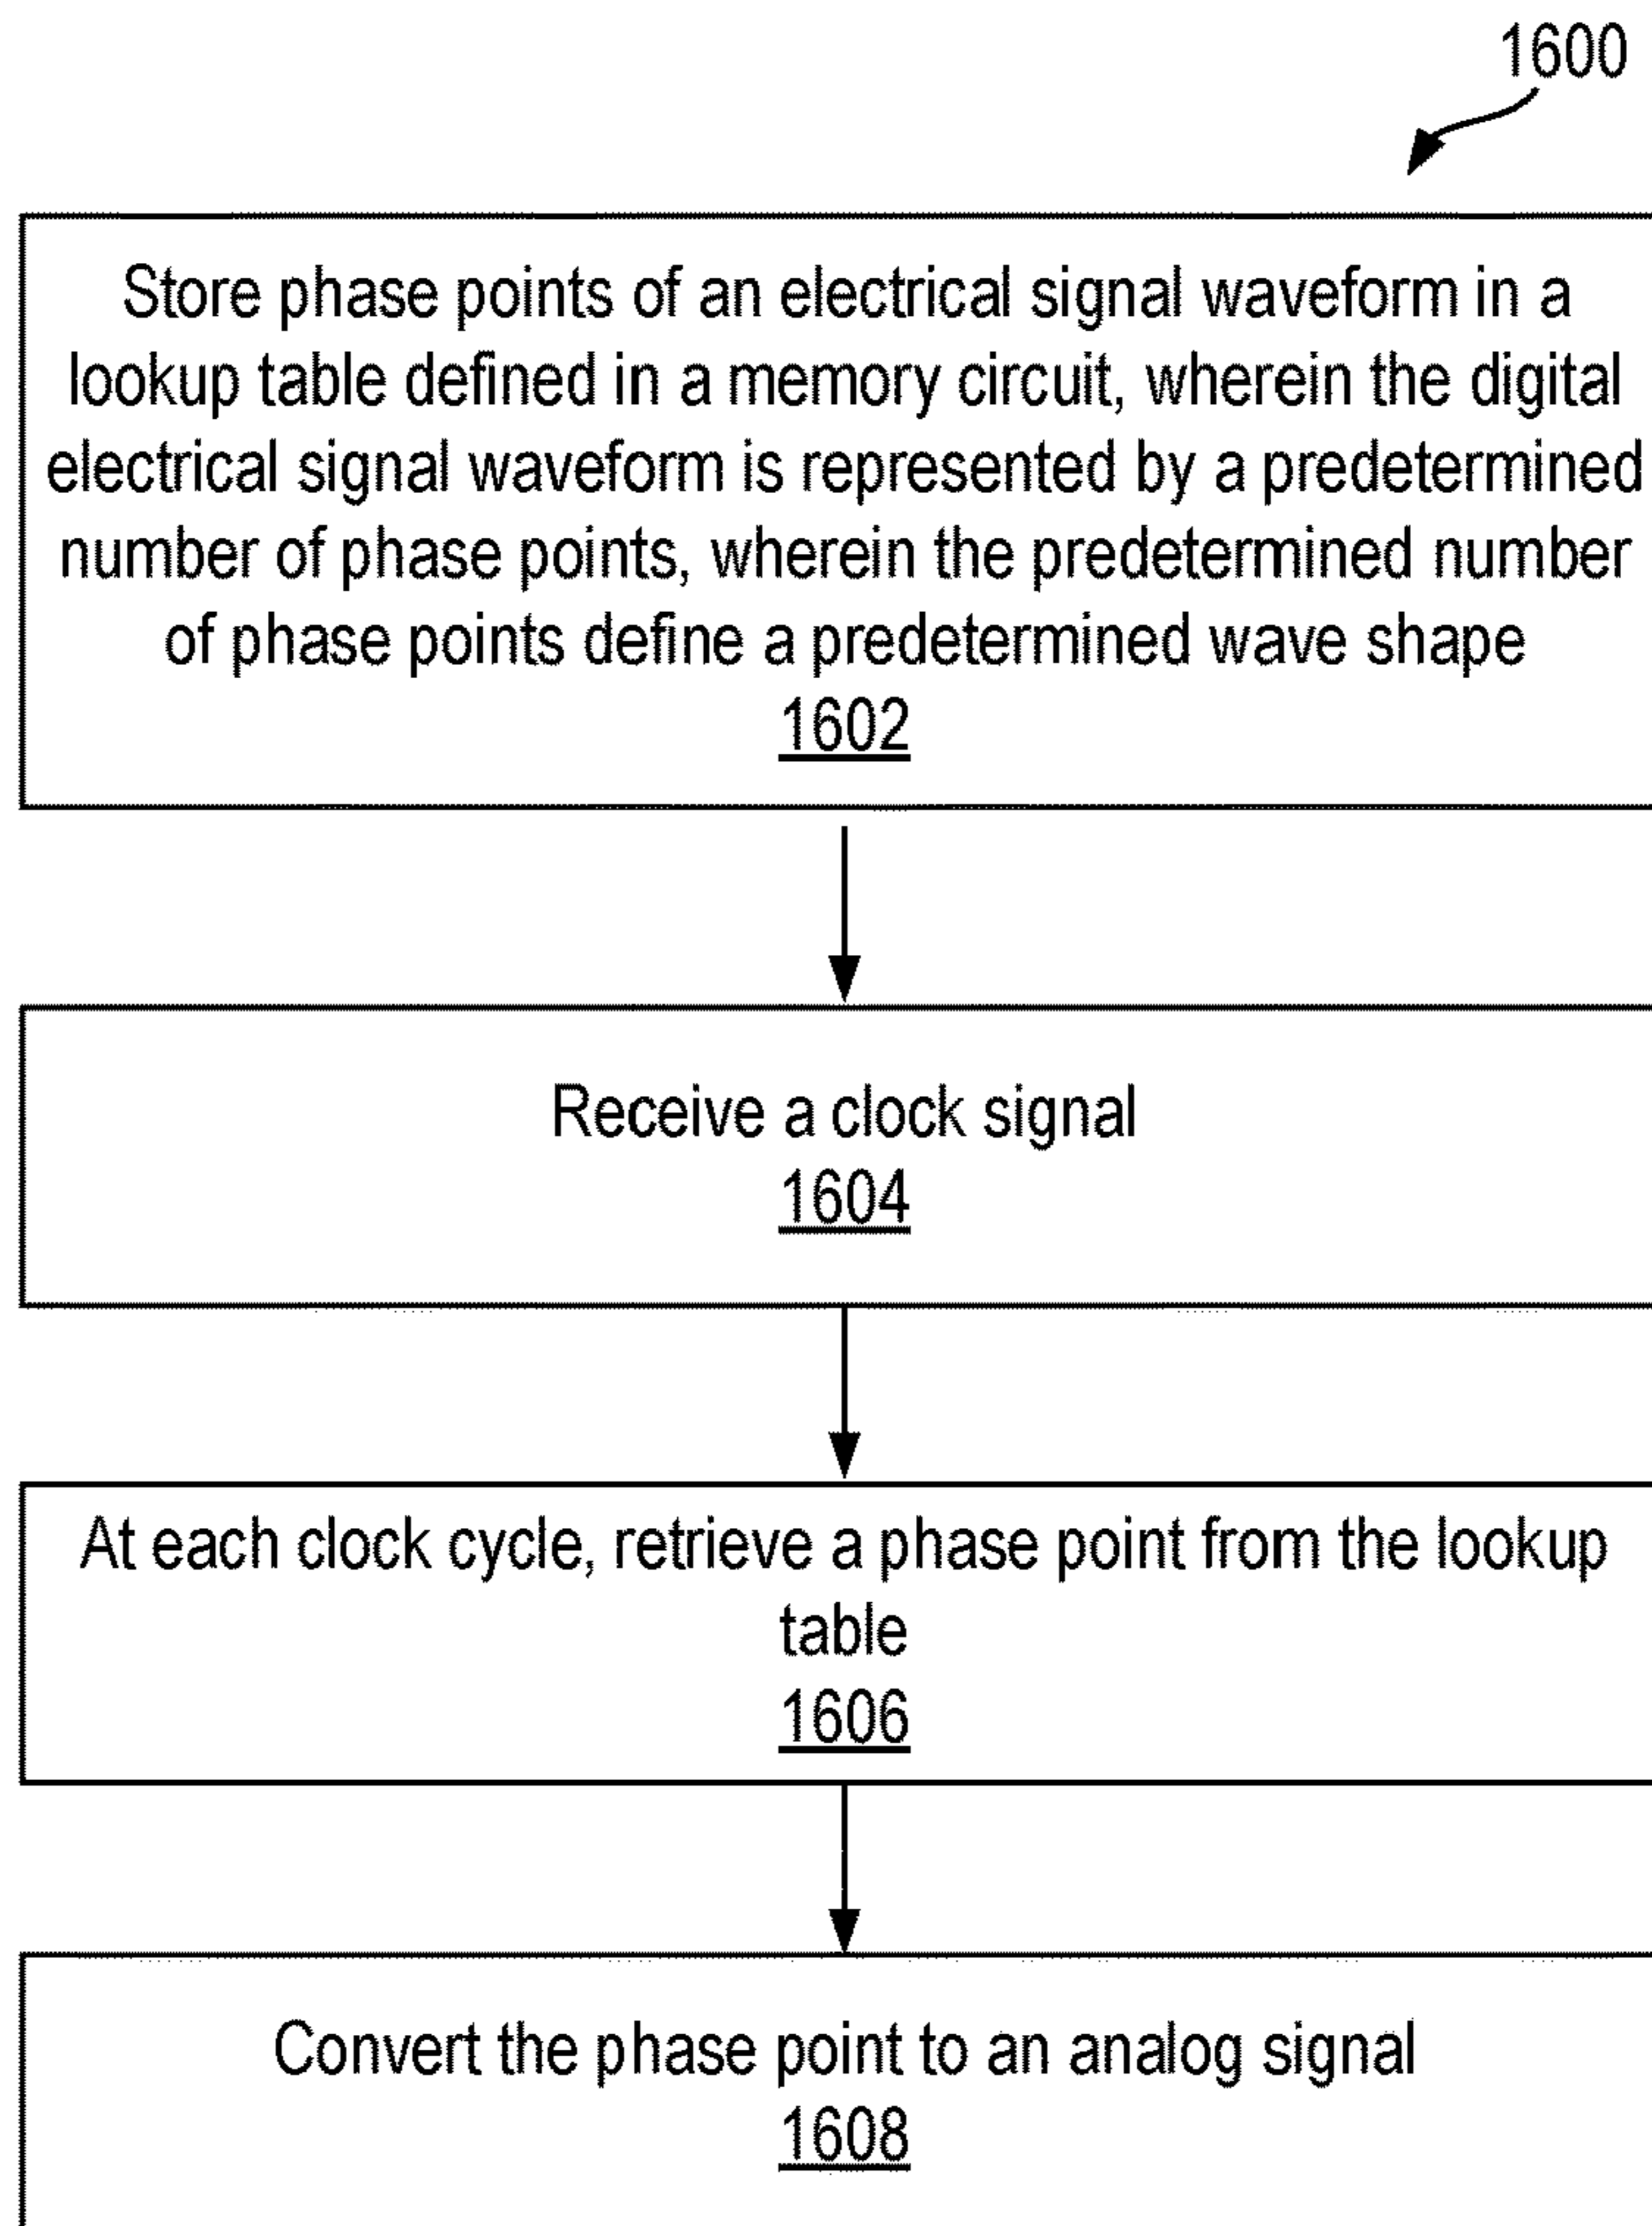 1600
Store phase points of an electrical signal waveform in a
lookup table defined in a memory circuit, wherein the digital
electrical signal waveform is represented by a predetermined
number of phase points, wherein the predetermined number
of phase points define a predetermined wave shape
1602
Receive a clock signal
1604
At each clock cycle, retrieve a phase point from the lookup
table
1606
Convert the phase point to an analog signal
1608